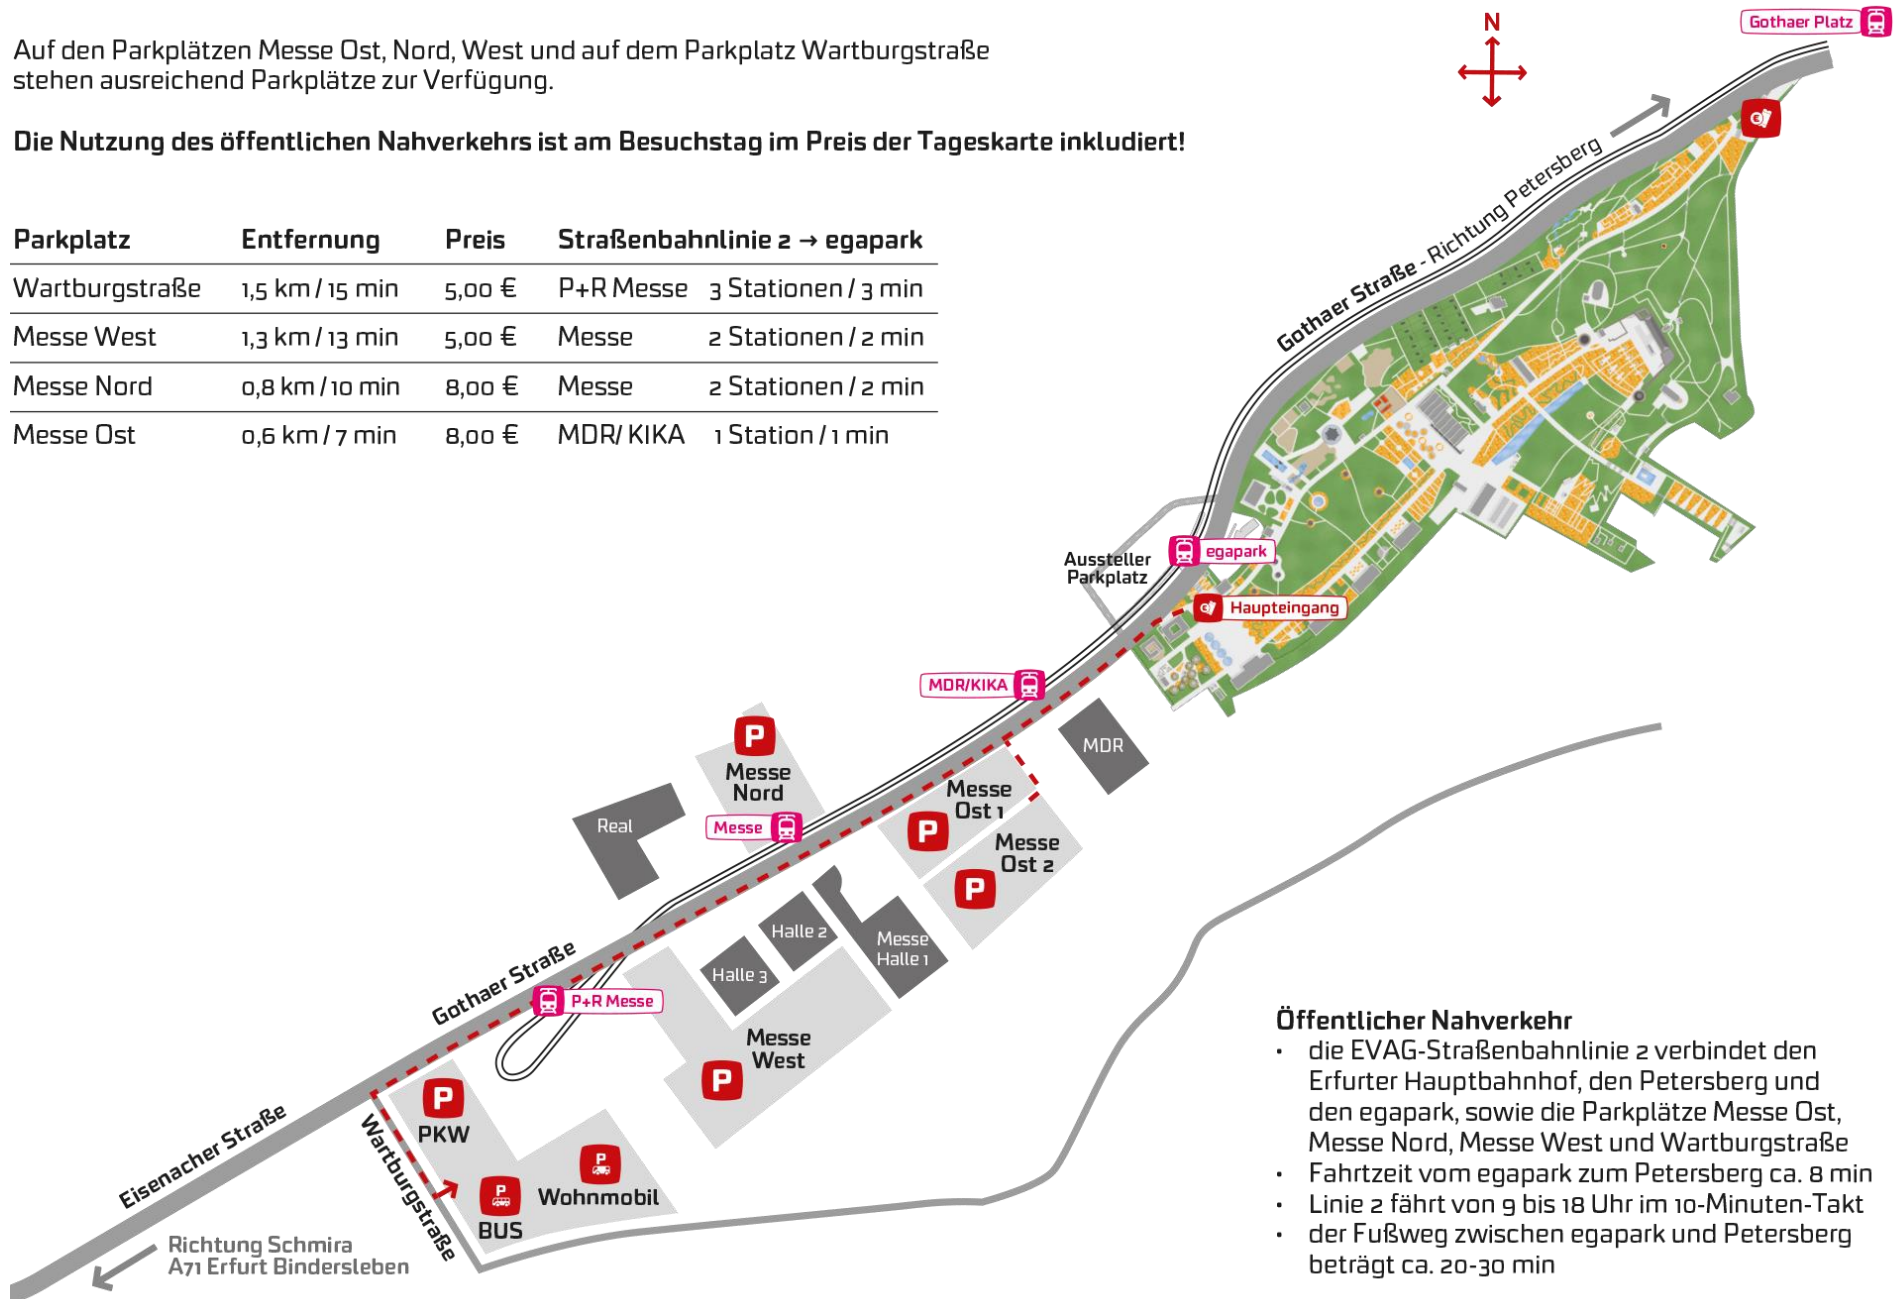 Auf den Parkplätzen Messe Ost, Nord, West und auf dem Parkplatz Wartburgstraße
stehen ausreichend Parkplätze zur Verfügung.
Die Nutzung des öffentlichen Nahverkehrs ist am Besuchstag im Preis der Tageskarte inkludiert!
Parkplatz Entfernung Preis Straßenbahnlinie 2 → egapark
Wartburgstraße 1,5 km / 15 min 5,00 € P+R Messe 3 Stationen / 3 min
Messe West 1,3 km / 13 min 5,00 € Messe 2 Stationen / 2 min
Messe Nord 0,8 km / 10 min 8,00 € Messe 2 Stationen / 2 min
Messe Ost 0,6 km / 7 min 8,00 € MDR/ KIKA 1 Station / 1 min
N
Gothaer Platz
Gothaer Straße - Richtung Petersberg
Aussteller
Parkplatz
egapark
Haupteingang
MDR/KIKA
MDR
P
Messe
Nord
Real
Messe
Messe
Ost 1
P
Messe
Ost 2
P
Halle 2
Messe
Halle 1
Halle 3
Gothaer Straße
P+R Messe
Messe
West
P
P
PKW
Wartburgstraße
P
Wohnmobil
P
BUS
Eisenacher Straße
Richtung Schmira
A71 Erfurt Bindersleben
Öffentlicher Nahverkehr
• die EVAG-Straßenbahnlinie 2 verbindet den
Erfurter Hauptbahnhof, den Petersberg und
den egapark, sowie die Parkplätze Messe Ost,
Messe Nord, Messe West und Wartburgstraße
• Fahrtzeit vom egapark zum Petersberg ca. 8 min
• Linie 2 fährt von 9 bis 18 Uhr im 10-Minuten-Takt
• der Fußweg zwischen egapark und Petersberg
beträgt ca. 20-30 min